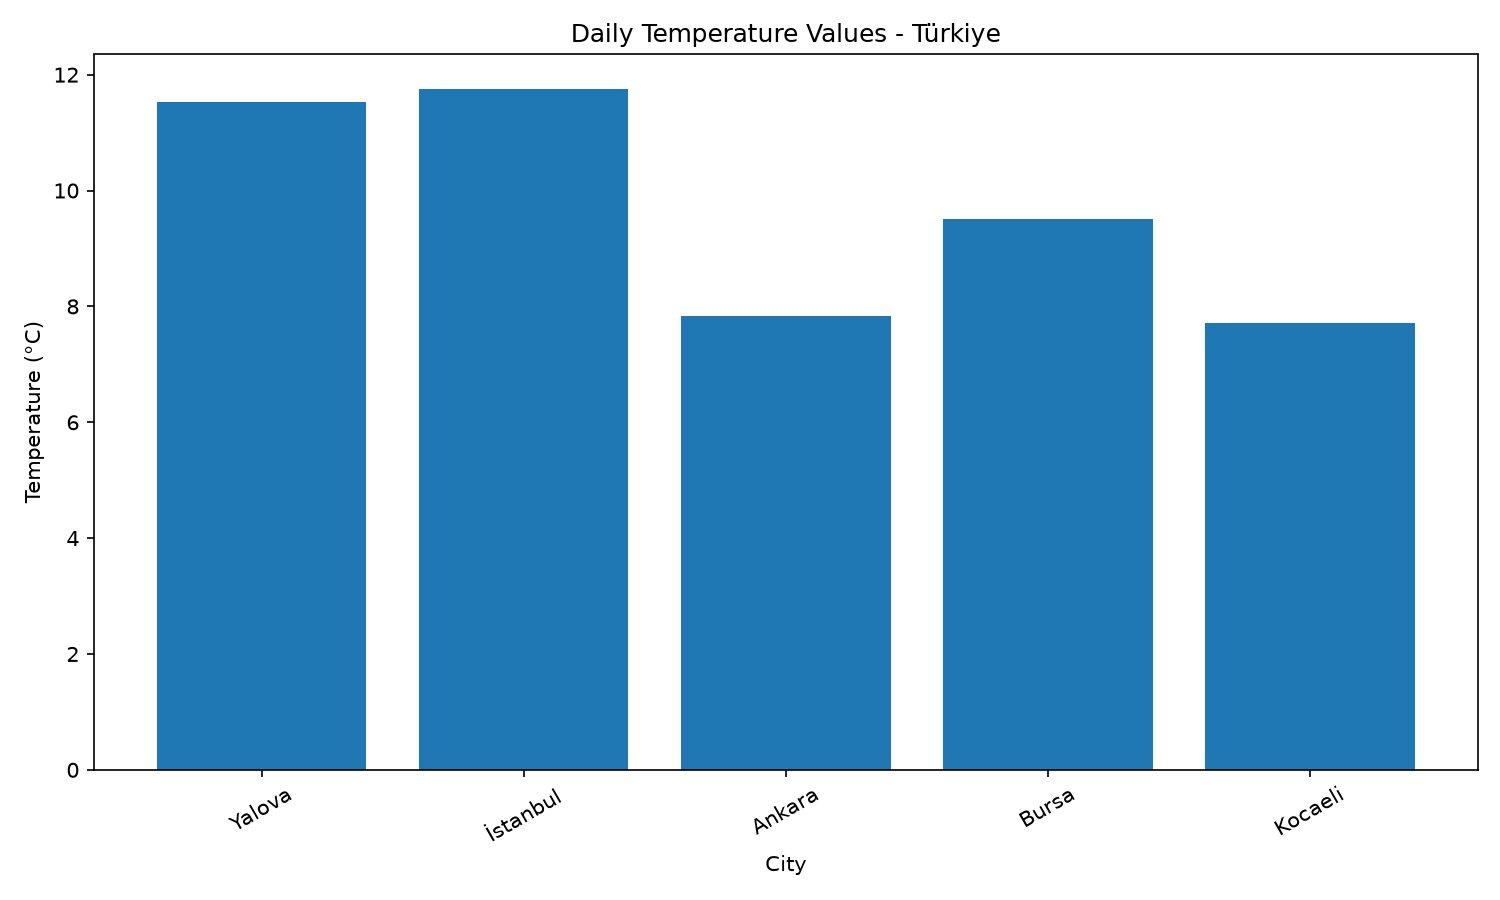 Daily Temperature Values - Türkiye
Temperature (°C)
12
10
8
6
4
2
0
Yalova
İstanbul
Ankara
Bursa
Kocaeli
City